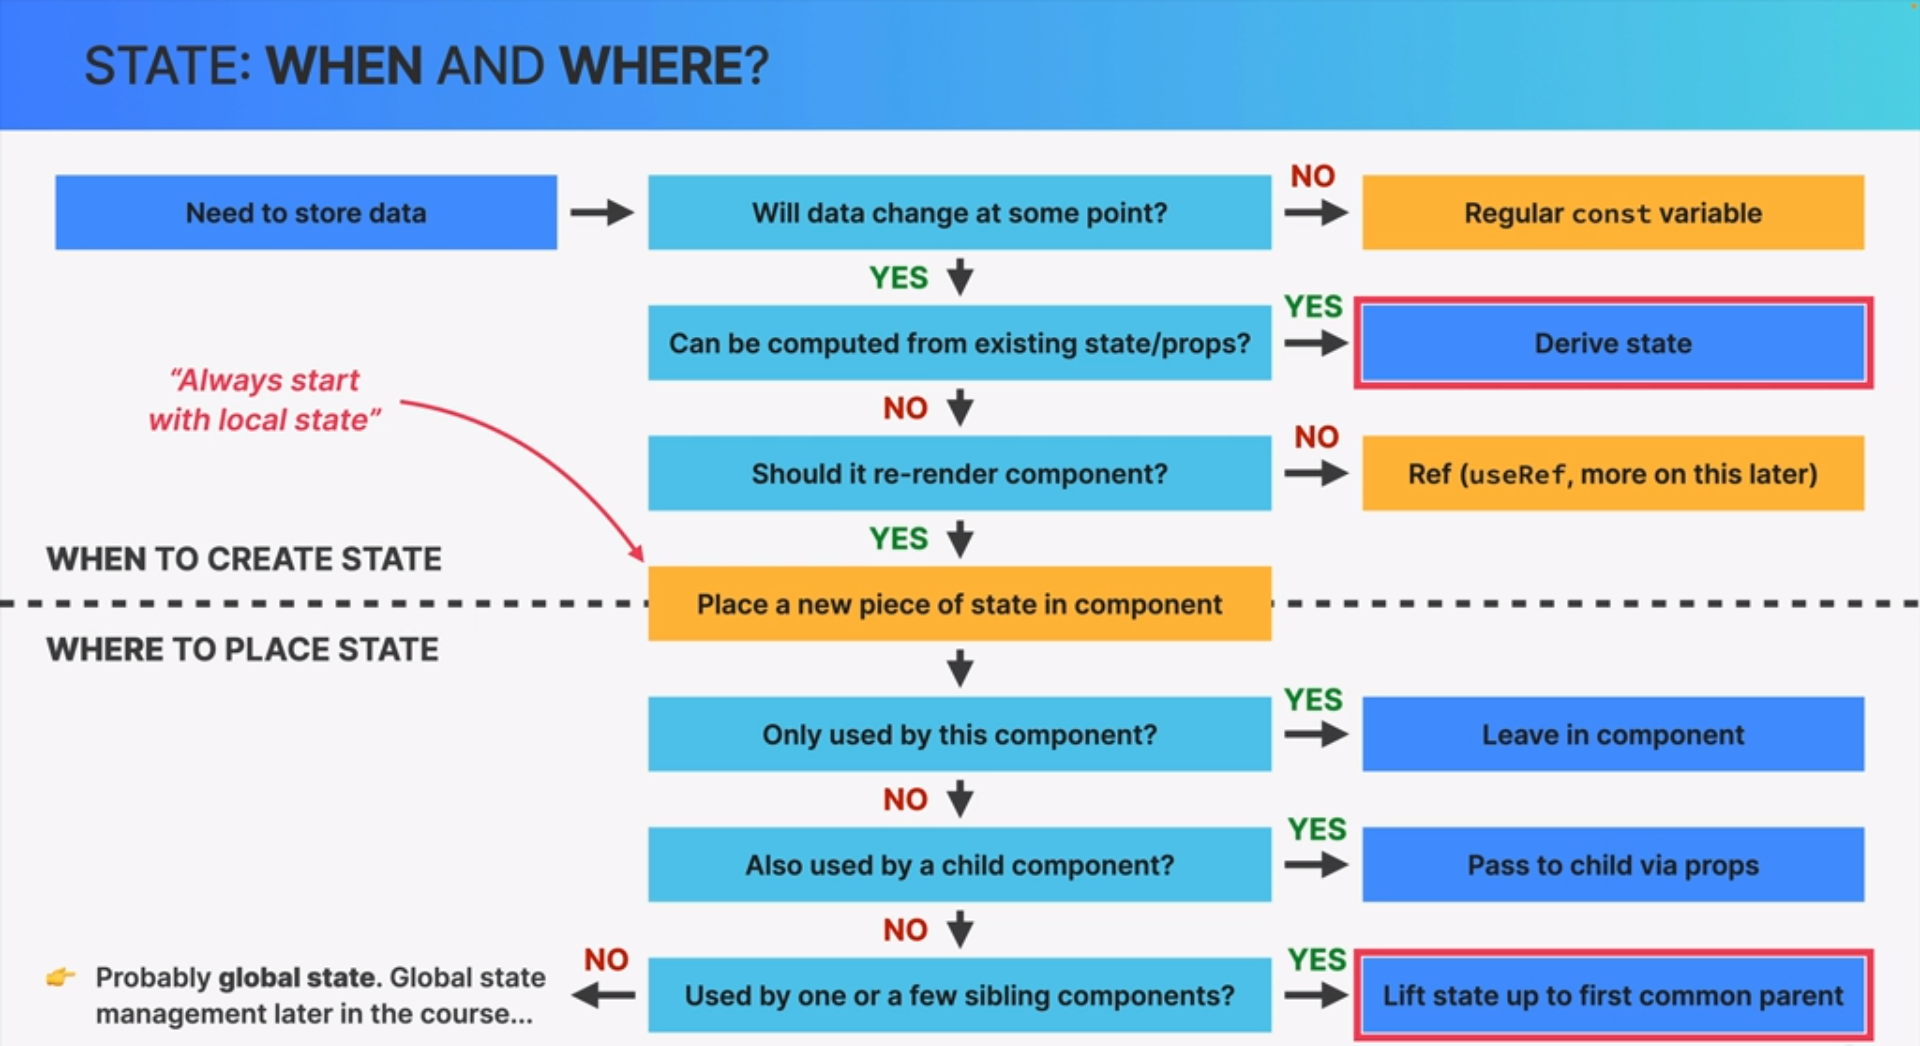 STATE: WHEN AND WHERE?
Need to store data
Will data change at some point?
NO
Regular const variable
YES
Can be computed from existing state/props?
YES
Derive state
“Always start
with local state”
NO
Should it re-render component?
NO
Ref (useRef, more on this later)
YES
WHEN TO CREATE STATE
Place a new piece of state in component
WHERE TO PLACE STATE
Only used by this component?
YES
Leave in component
NO
Also used by a child component?
YES
Pass to child via props
NO
Used by one or a few sibling components?
YES
Lift state up to first common parent
NO
👉 Probably global state. Global state
management later in the course...